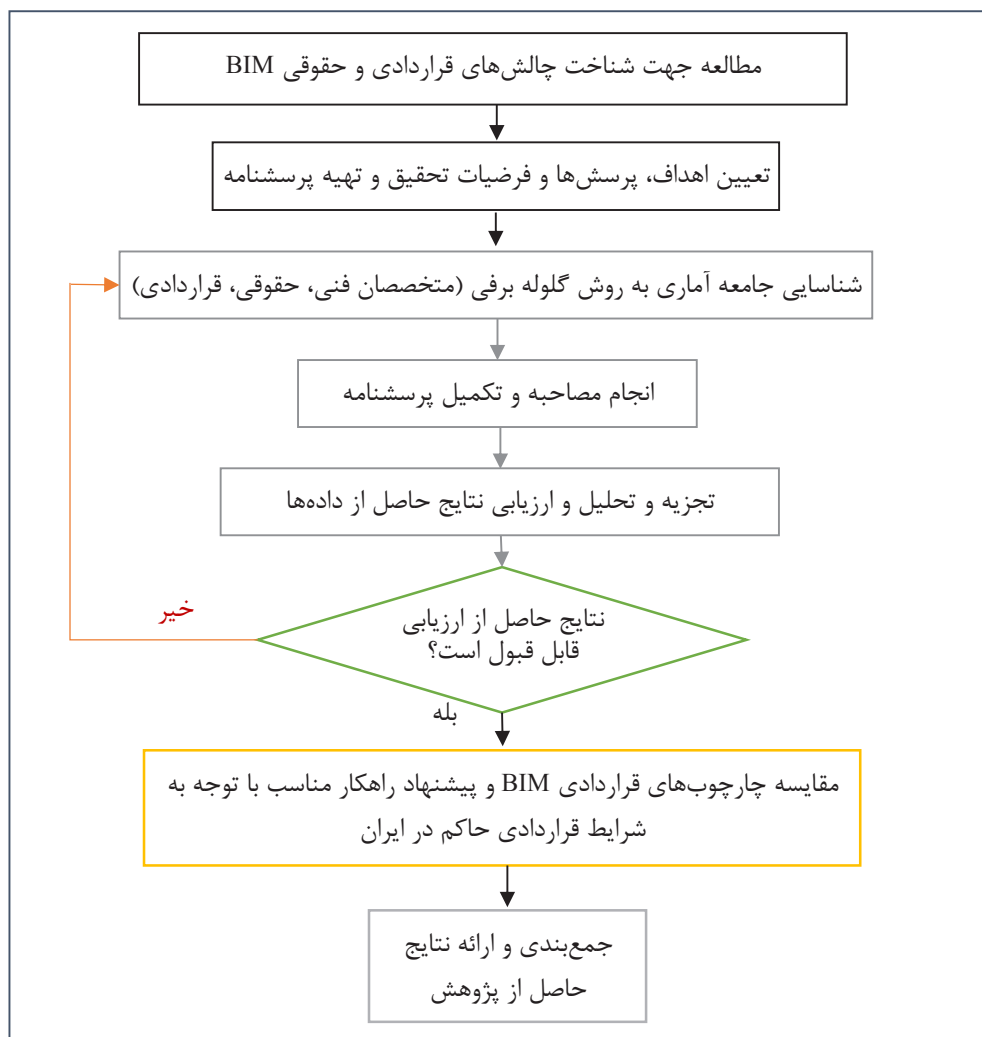 مطالعه جهت شناخت چالش‌های قراردادی و حقوقی BIM
تعیین اهداف، پرسش‌ها و فرضیات تحقیق و تهیه پرسشنامه
شناسایی جامعه آماری به روش گلوله برفی (متخصصان فنی، حقوقی، قراردادی)
انجام مصاحبه و تکمیل پرسشنامه
تجزیه و تحلیل و ارزیابی نتایج حاصل از داده‌ها
نتایج حاصل از ارزیابی
قابل قبول است؟
خیر
بله
مقایسه چارچوب‌های قراردادی BIM و پیشنهاد راهکار مناسب با توجه به
شرایط قراردادی حاکم در ایران
جمع‌بندی و ارائه نتایج
حاصل از پژوهش